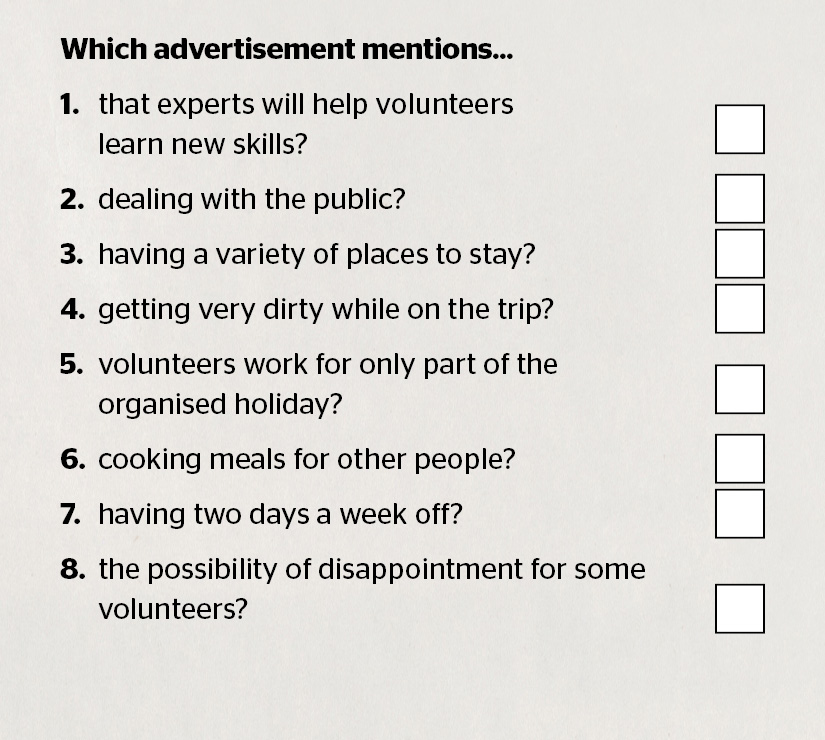 Which advertisement mentions...
1. that experts will help volunteers
learn new skills?
2. dealing with the public?
3. having a variety of places to stay?
4. getting very dirty while on the trip?
5. volunteers work for only part of the
organised holiday?
6. cooking meals for other people?
7. having two days a week off?
8. the possibility of disappointment for some
volunteers?